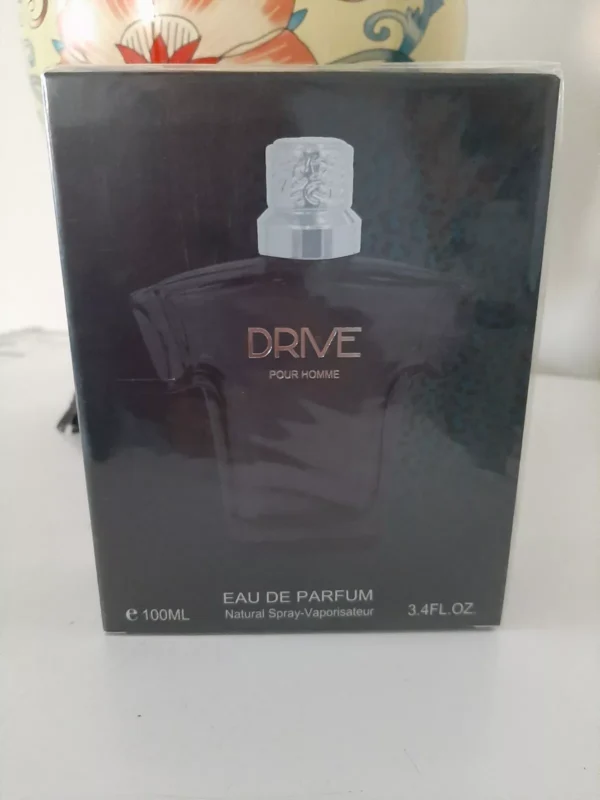 DRIVE
POUR HOMME
EAU DE PARFUM
Natural Spray-Vaporisateur
℮ 100ML
3.4FL.OZ.